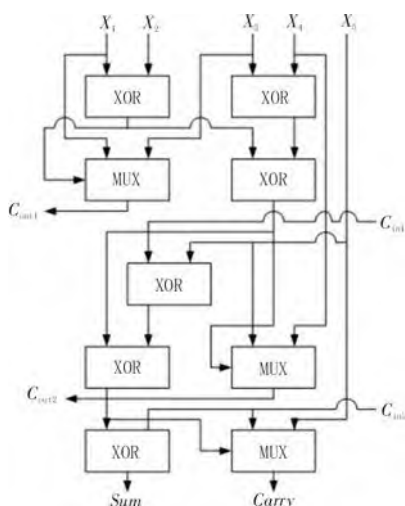 X1 X2 X3 X4 X5
XOR XOR
MUX XOR
Cout1
Cin1
XOR
XOR MUX
Cout2
Cin2
XOR MUX
Sum Carry